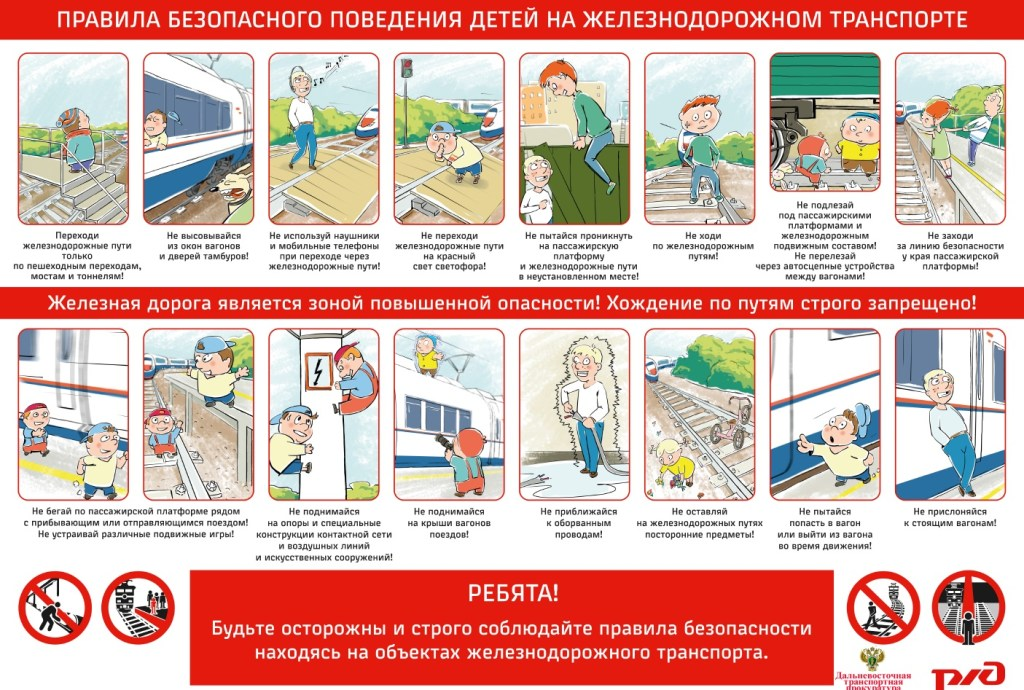 ПРАВИЛА БЕЗОПАСНОГО ПОВЕДЕНИЯ ДЕТЕЙ НА ЖЕЛЕЗНОДОРОЖНОМ ТРАНСПОРТЕ
Переходи
железнодорожные пути
только
по пешеходным переходам,
мостам и тоннелям!
Не высовывайся
из окон вагонов
и дверей тамбуров!
Не используй наушники
и мобильные телефоны
при переходе через
железнодорожные пути!
Не переходи
железнодорожные пути
на красный
свет светофора!
Не пытайся проникнуть
на пассажирскую
платформу
и железнодорожные пути
в неустановленном месте!
Не ходи
по железнодорожным
путям!
Не подлезай
под пассажирскими
платформами и
железнодорожным
подвижным составом!
Не перелезай
через автосцепные устройства
между вагонами!
Не заходи
за линию безопасности
у края пассажирской
платформы!
Железная дорога является зоной повышенной опасности! Хождение по путям строго запрещено!
Не бегай по пассажирской платформе рядом
с прибывающим или отправляющимся поездом!
Не устраивай различные подвижные игры!
Не поднимайся
на опоры и специальные
конструкции контактной сети
и воздушных линий
и искусственных сооружений!
Не поднимайся
на крыши вагонов
поездов!
Не приближайся
к оборванным
проводам!
Не оставляй
на железнодорожных путях
посторонние предметы!
Не пытайся
попасть в вагон
или выйти из вагона
во время движения!
Не прислоняйся
к стоящим вагонам!
РЕБЯТА!
Будьте осторожны и строго соблюдайте правила безопасности
находясь на объектах железнодорожного транспорта.
Дальневосточная
транспортная
прокуратура
РЖД